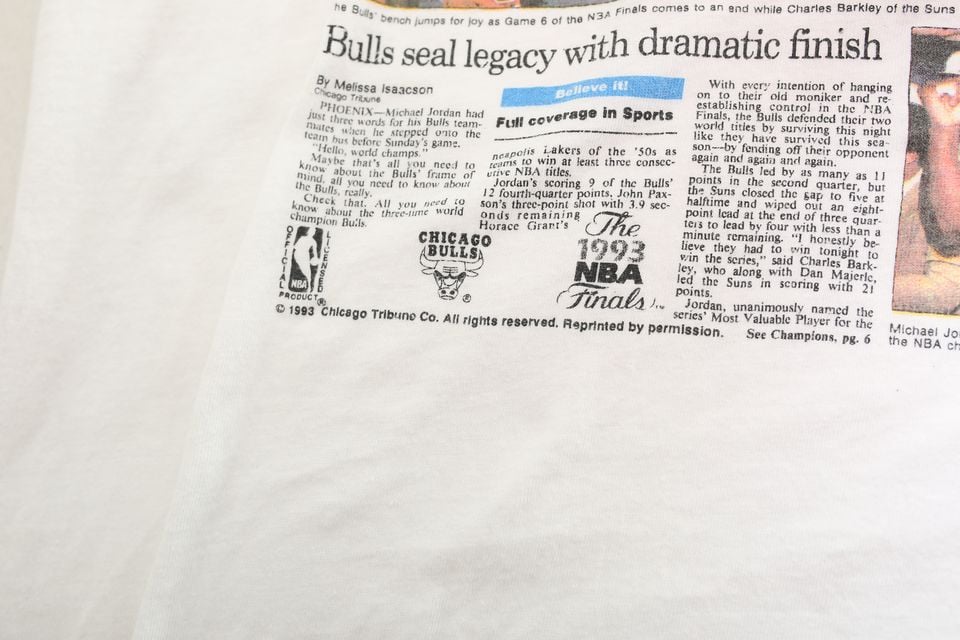 he Bulls' bench jumps for joy as Game 6 of the NBA Finals comes to an end while Charles Barkley of the Suns
Bulls seal legacy with dramatic finish
By Melissa Isaacson
Chicago Tribune
PHOENIX—Michael Jordan had
just three words for his Bulls team-
mates when he stepped onto the
team bus before Sunday's game.
"Hello, world champs."
Maybe that's all you need to
know about the Bulls' frame of
mind, all you need to know about
the Bulls, really.
Check that. All you need to
know about the three-time world
champion Bulls.
Believe it!
Full coverage in Sports
neapolis Lakers of the '50s as
teams to win at least three consec-
utive NBA titles.
Jordan's scoring 9 of the Bulls'
12 fourth-quarter points, John Pax-
son's three-point shot with 3.9 sec-
onds remaining
Horace Grant's
With every intention of hanging
on to their old moniker and re-
establishing control in the NBA
Finals, the Bulls defended their two
world titles by surviving this night
like they have survived this sea-
son—by fending off their opponent
again and again and again.
The Bulls led by as many as 11
points in the second quarter, but
the Suns closed the gap to five at
halftime and wiped out an eight-
point lead at the end of three quar-
ters to lead by four with less than a
minute remaining. "I honestly be-
lieve they had to win tonight to
win the series," said Charles Bark-
ley, who along with Dan Majerle,
led the Suns in scoring with 21
points.
Jordan, unanimously named the
series' Most Valuable Player for the
See Champions, pg. 6
OFFICIAL
LICENSED
NBA
PRODUCT ®
CHICAGO
BULLS
®
The
1993
NBA
Finals
© 1993 Chicago Tribune Co. All rights reserved. Reprinted by permission.
Michael Jo
the NBA ch